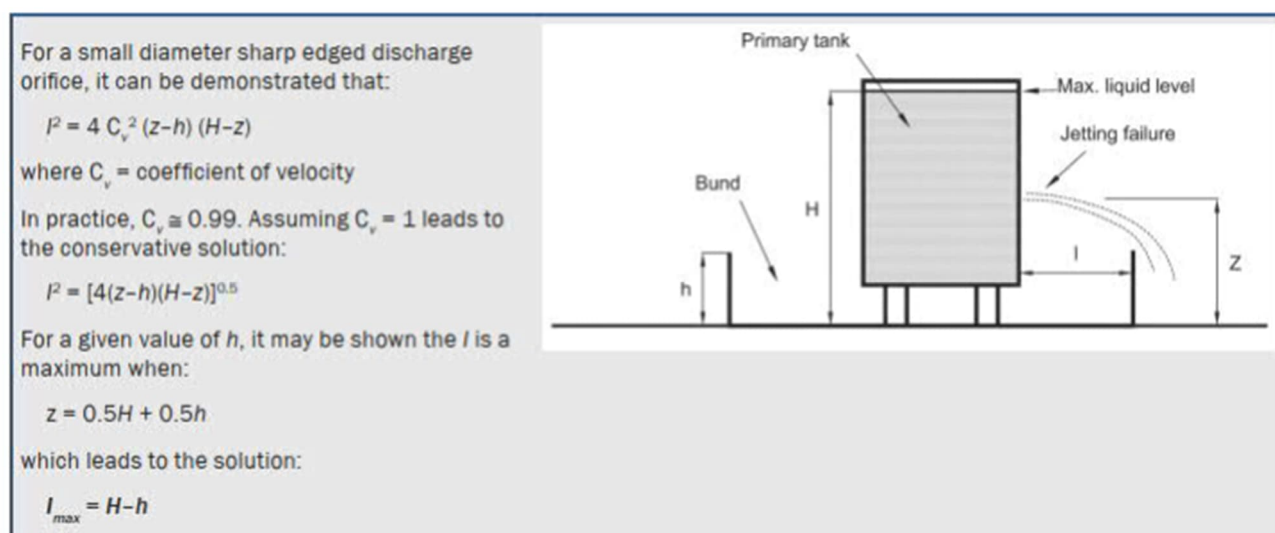 For a small diameter sharp edged discharge
orifice, it can be demonstrated that:
l² = 4 Cᵥ² (z–h) (H–z)
where Cᵥ = coefficient of velocity
In practice, Cᵥ ≅ 0.99. Assuming Cᵥ = 1 leads to
the conservative solution:
l² = [4(z–h)(H–z)]⁰·⁵
For a given value of h, it may be shown the l is a
maximum when:
z = 0.5H + 0.5h
which leads to the solution:
lmax = H–h
Primary tank
Max. liquid level
Jetting failure
Bund
H
h
l
Z